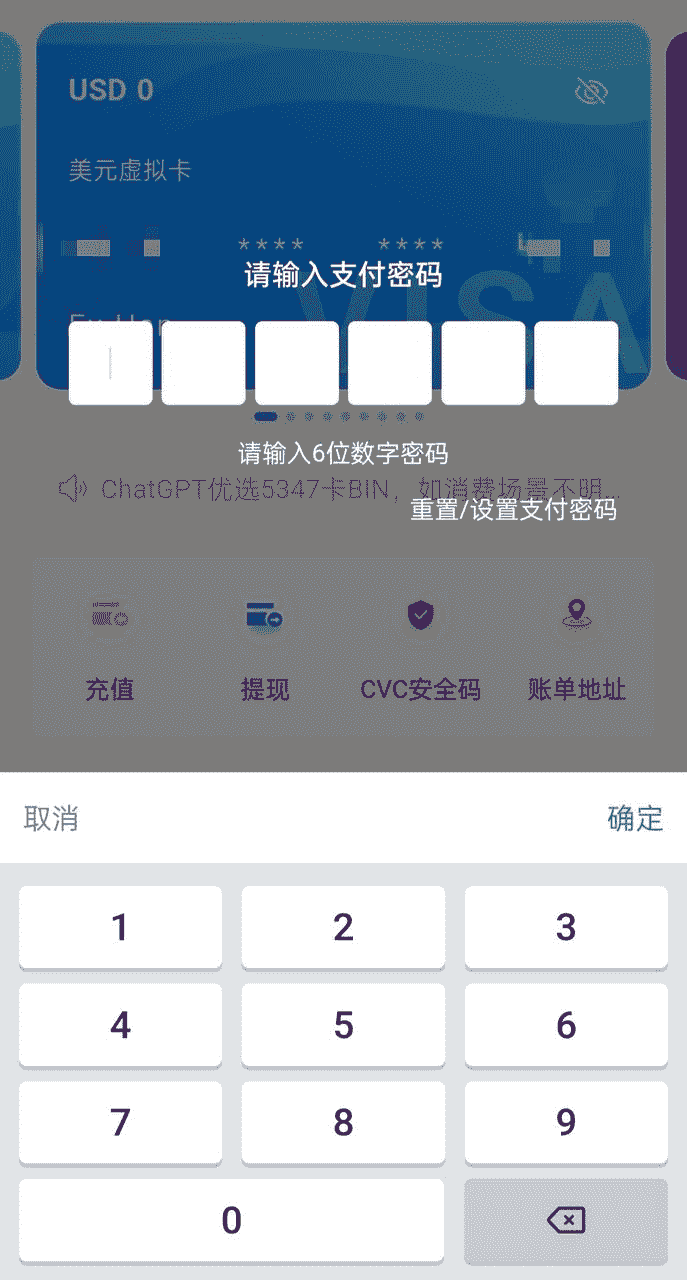 USD 0
美元虚拟卡
**** ****
请输入支付密码
VISA
请输入6位数字密码
ChatGPT优选5347卡BIN，如消费场景不明...
重置/设置支付密码
充值 提现 CVC安全码 账单地址
取消 确定
1 2 3
4 5 6
7 8 9
0